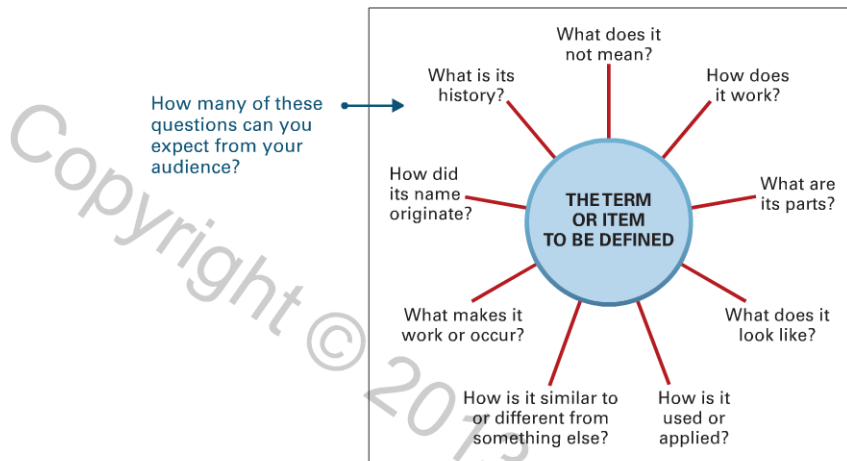 What does it
not mean?
What is its
history?
How does
it work?
How many of these
questions can you
expect from your
audience?
How did
its name
originate?
THE TERM
OR ITEM
TO BE DEFINED
What are
its parts?
What makes it
work or occur?
What does it
look like?
How is it similar to
or different from
something else?
How is it
used or
applied?
Copyright © 2013